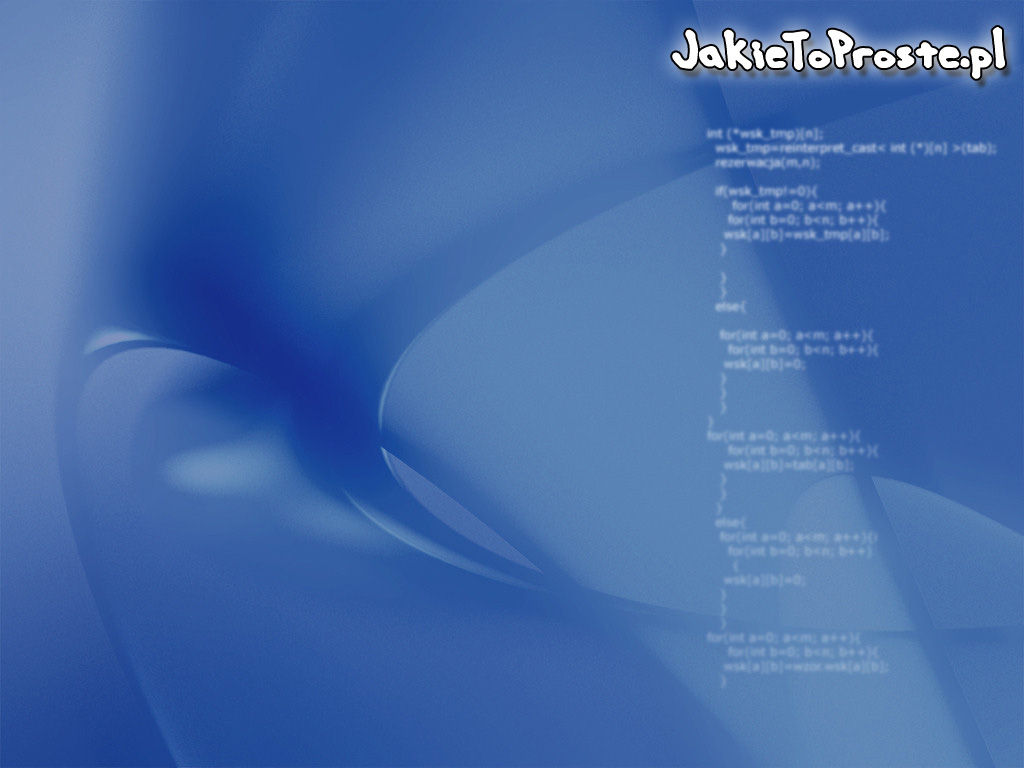 JakieToProste.pl
int (*wsk_tmp)[n];
wsk_tmp=reinterpret_cast< int (*)[n] >(tab);
rezerwacja(m,n);
if(wsk_tmp!=0){
for(int a=0; a<m; a++){
for(int b=0; b<n; b++){
wsk[a][b]=wsk_tmp[a][b];
}
}
}
else{
for(int a=0; a<m; a++){
for(int b=0; b<n; b++){
wsk[a][b]=0;
}
}
}
}
for(int a=0; a<m; a++){
for(int b=0; b<n; b++){
wsk[a][b]=tab[a][b];
}
}
}
else{
for(int a=0; a<m; a++){
for(int b=0; b<n; b++)
{
wsk[a][b]=0;
}
}
}
for(int a=0; a<m; a++){
for(int b=0; b<n; b++){
wsk[a][b]=wzor.wsk[a][b];
}